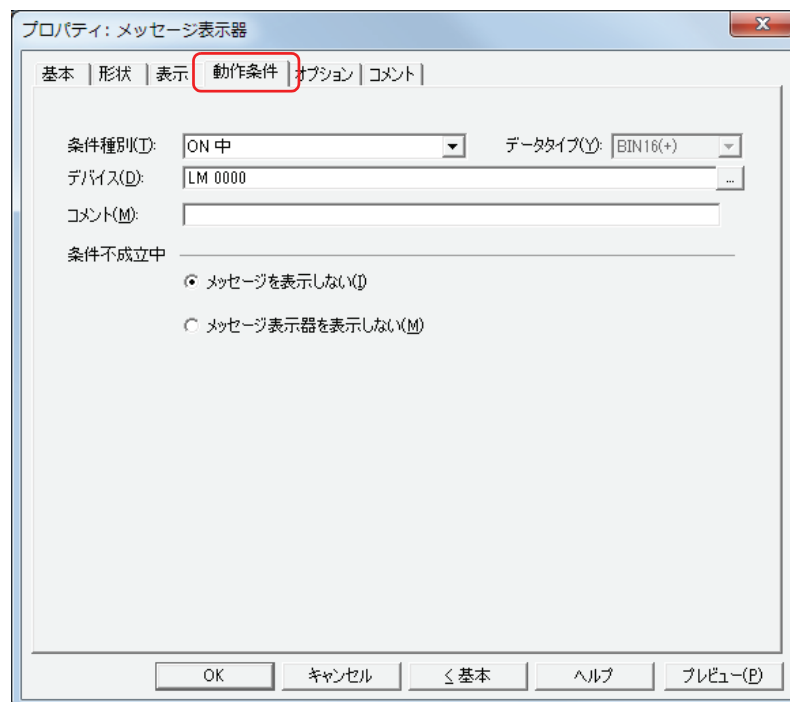 プロパティ: メッセージ表示器
基本 形状 表示 動作条件 オプション コメント
条件種別(T): ON 中 データタイプ(Y): BIN16(+)
デバイス(D): LM 0000 ...
コメント(M):
条件不成立中
メッセージを表示しない(I)
メッセージ表示器を表示しない(M)
OK キャンセル < 基本 ヘルプ プレビュー(P)